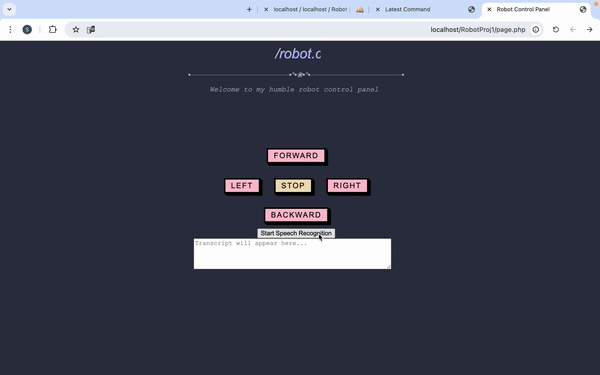 localhost / localhost / Robot
Latest Command
Robot Control Panel
localhost/RobotProj1/page.php
/robot.c
Welcome to my humble robot control panel
FORWARD
LEFT STOP RIGHT
BACKWARD
Start Speech Recognition
Transcript will appear here...